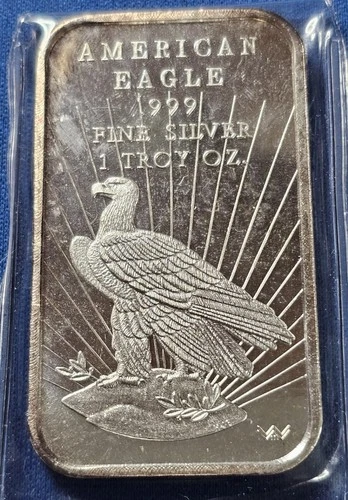 AMERICAN
EAGLE
.999
FINE SILVER
1 TROY OZ.